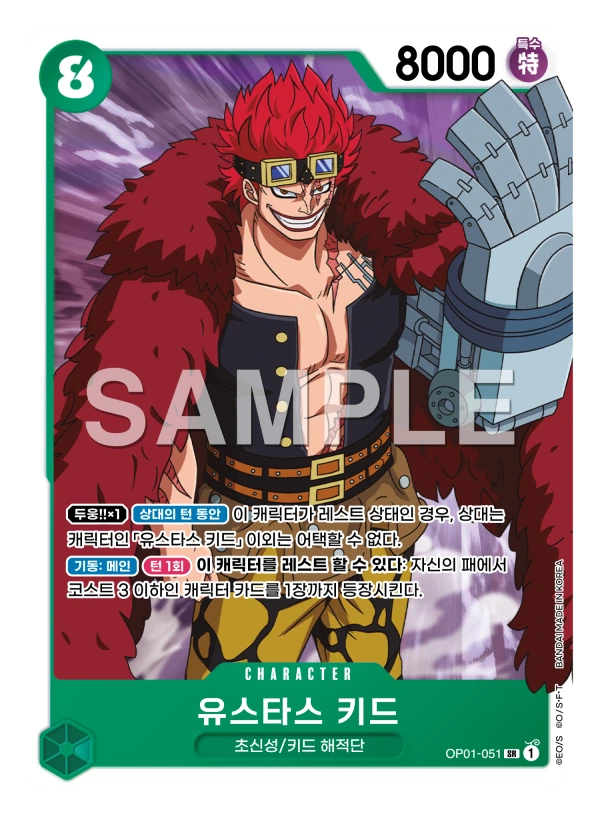 8
8000
특수
特
SAMPLE
두웅!!×1 상대의 턴 동안 이 캐릭터가 레스트 상태인 경우, 상대는
캐릭터인 「유스타스 키드」 이외는 어택할 수 없다.
기동: 메인 턴 1회 이 캐릭터를 레스트 할 수 있다: 자신의 패에서
코스트 3 이하인 캐릭터 카드를 1장까지 등장시킨다.
CHARACTER
유스타스 키드
초신성/키드 해적단
OP01-051 SR 1
©EO/S ©O/S・F・T BANDAI MADE IN KOREA